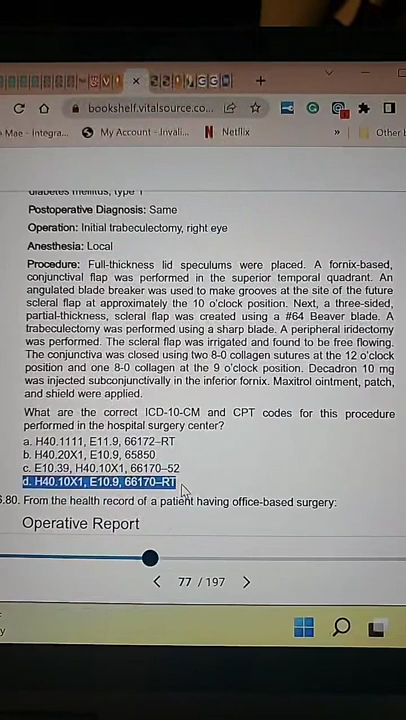 bookshelf.vitalsource.co...
Mae - Integra... My Account - Invali... Netflix » Other b
diabetes mellitus, type 1
Postoperative Diagnosis: Same
Operation: Initial trabeculectomy, right eye
Anesthesia: Local
Procedure: Full-thickness lid speculums were placed. A fornix-based,
conjunctival flap was performed in the superior temporal quadrant. An
angulated blade breaker was used to make grooves at the site of the future
scleral flap at approximately the 10 o'clock position. Next, a three-sided,
partial-thickness, scleral flap was created using a #64 Beaver blade. A
trabeculectomy was performed using a sharp blade. A peripheral iridectomy
was performed. The scleral flap was irrigated and found to be free flowing.
The conjunctiva was closed using two 8-0 collagen sutures at the 12 o'clock
position and one 8-0 collagen at the 9 o'clock position. Decadron 10 mg
was injected subconjunctivally in the inferior fornix. Maxitrol ointment, patch,
and shield were applied.
What are the correct ICD-10-CM and CPT codes for this procedure
performed in the hospital surgery center?
a. H40.1111, E11.9, 66172–RT
b. H40.20X1, E10.9, 65850
c. E10.39, H40.10X1, 66170–52
d. H40.10X1, E10.9, 66170–RT
6.80. From the health record of a patient having office-based surgery:
Operative Report
77 / 197